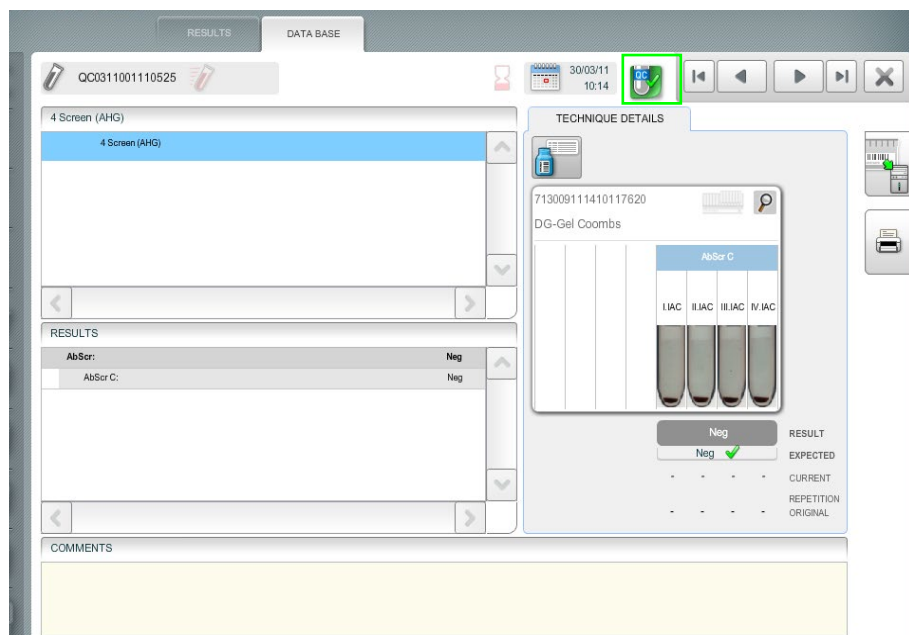 RESULTS
DATA BASE
QC0311001110525
30/03/11
10:14
QC
4 Screen (AHG)
4 Screen (AHG)
TECHNIQUE DETAILS
713009111410117620
DG-Gel Coombs
AbScr C
I.IAC II.IAC III.IAC IV.IAC
RESULTS
AbScr: Neg
AbScr C: Neg
Neg RESULT
Neg EXPECTED
- - - - CURRENT
REPETITION
- - - - ORIGINAL
COMMENTS